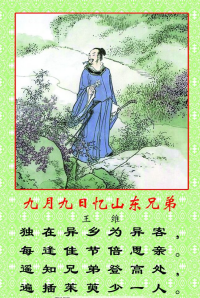 九月九日忆山东兄弟
王 维
独在异乡为异客，
每逢佳节倍思亲。
遥知兄弟登高处，
遍插茱萸少一人。